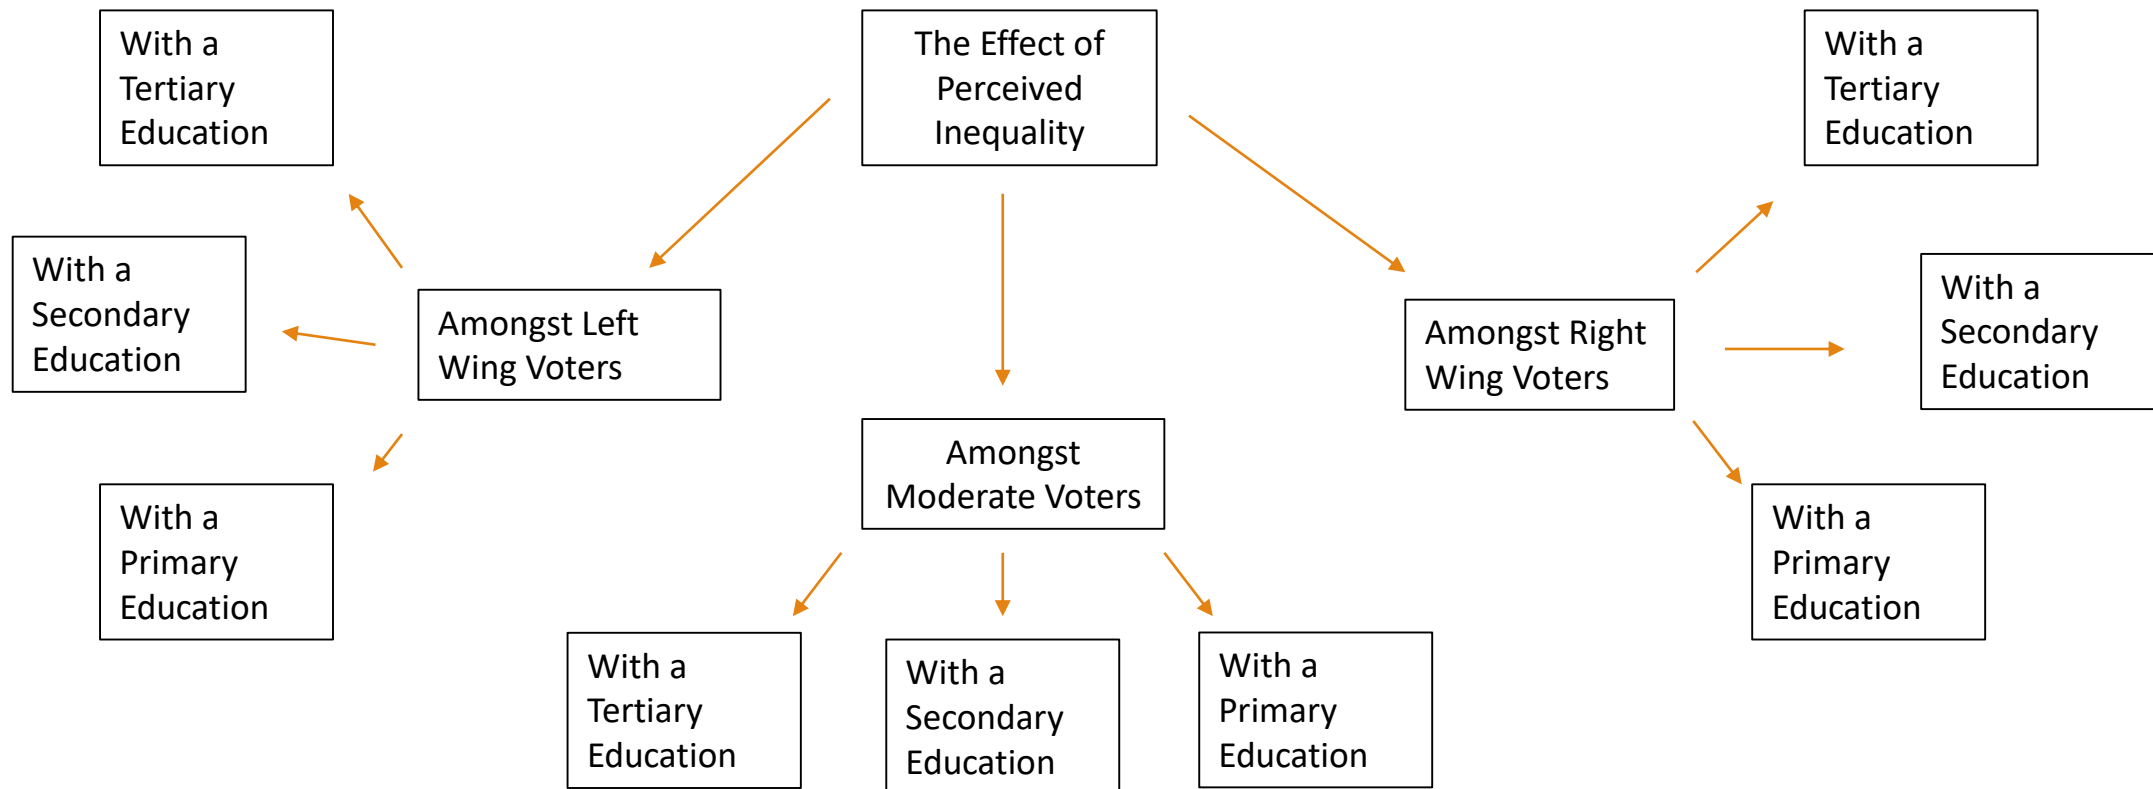 The Effect of
Perceived
Inequality
Amongst Left
Wing Voters
With a
Tertiary
Education
With a
Secondary
Education
With a
Primary
Education
Amongst
Moderate Voters
With a
Tertiary
Education
With a
Secondary
Education
With a
Primary
Education
Amongst Right
Wing Voters
With a
Tertiary
Education
With a
Secondary
Education
With a
Primary
Education